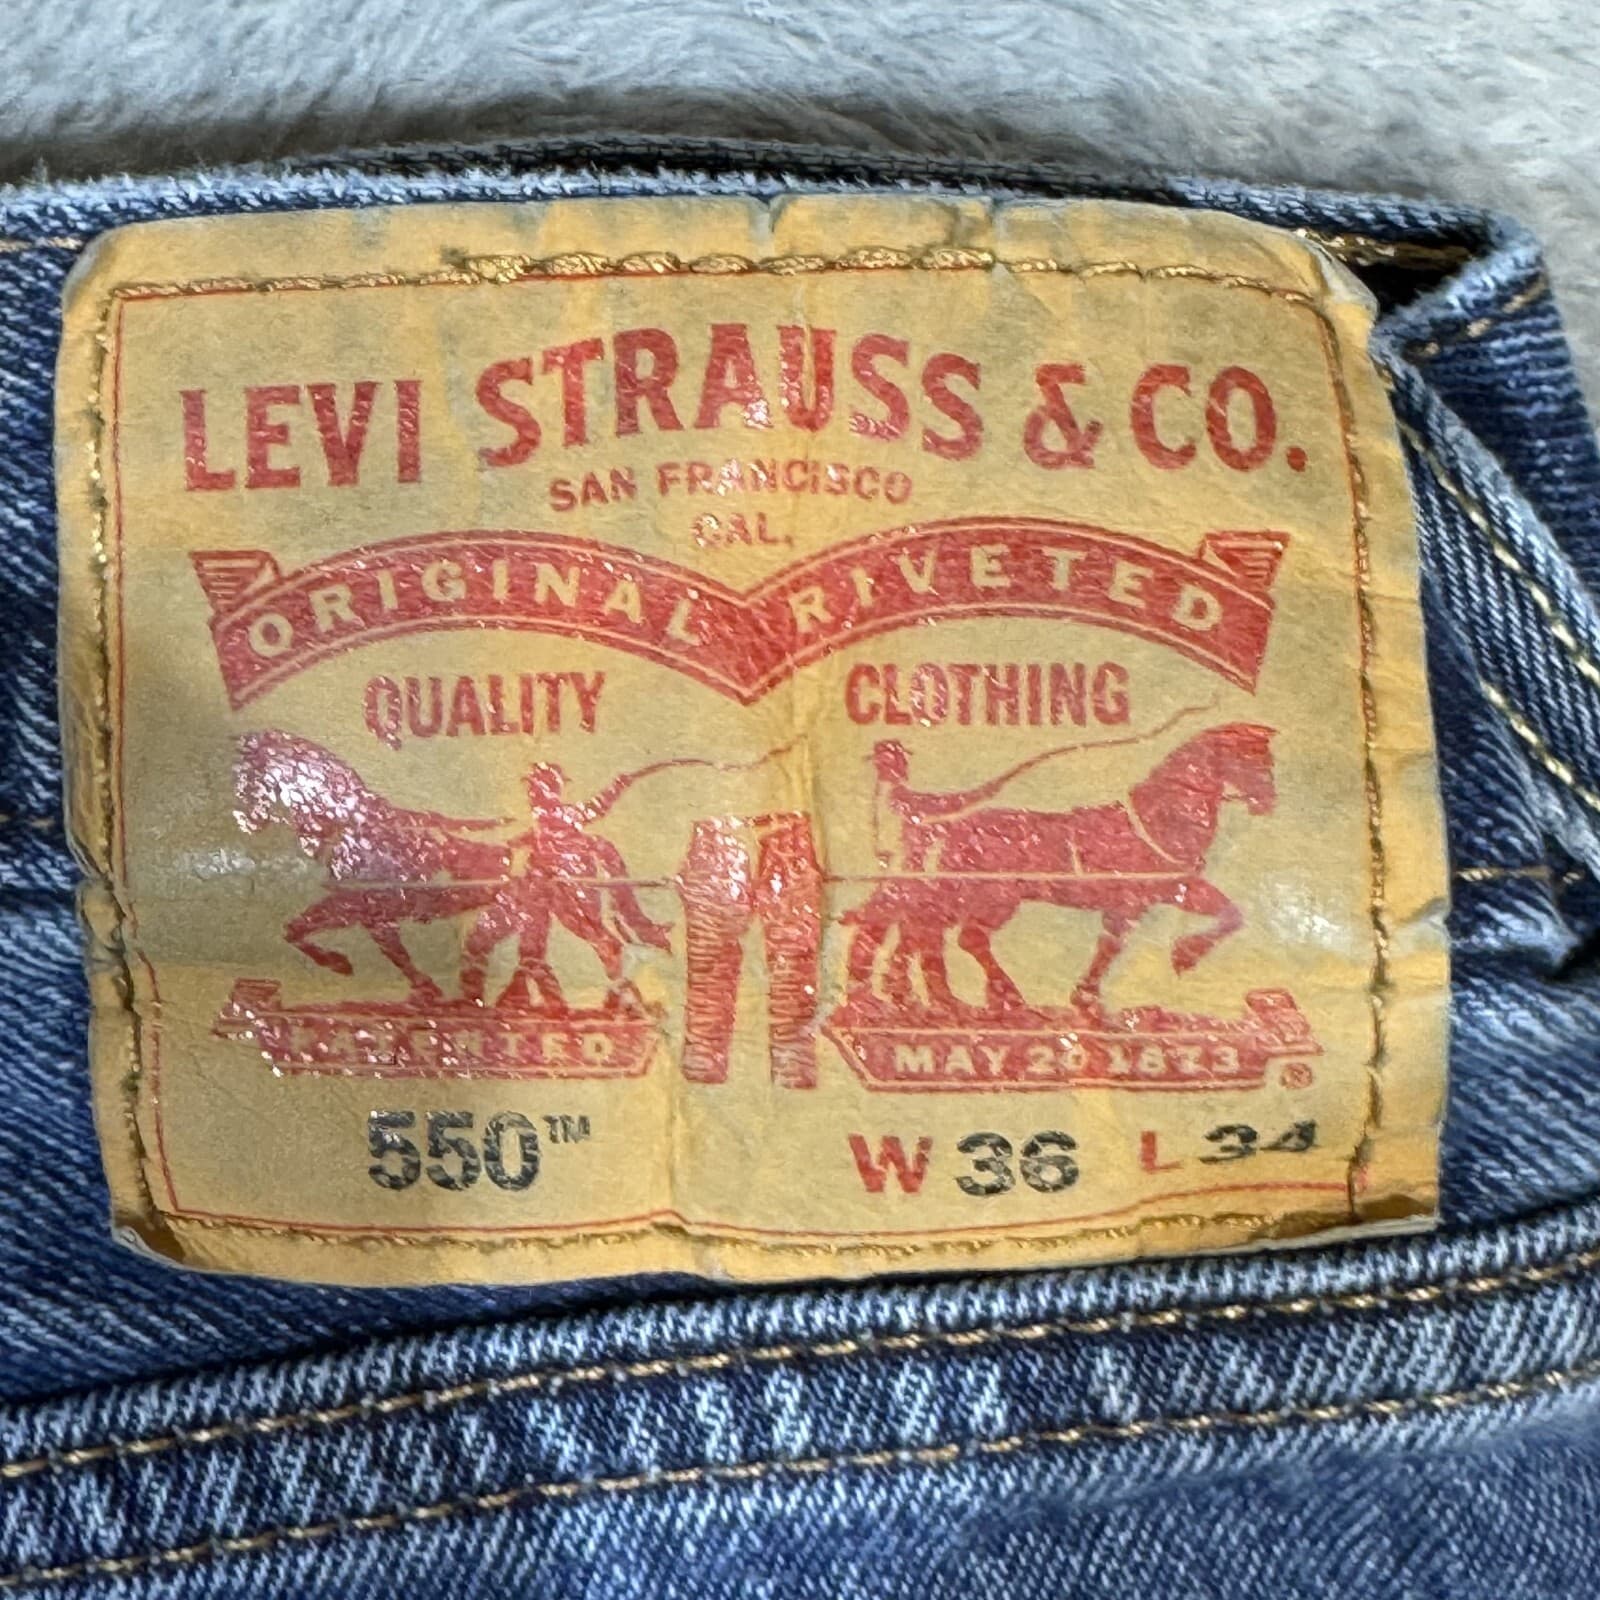 LEVI STRAUSS & CO.
SAN FRANCISCO
CAL.
ORIGINAL RIVETED
QUALITY CLOTHING
PATENTED MAY 20 1873 ®
550™ W 36 L 34